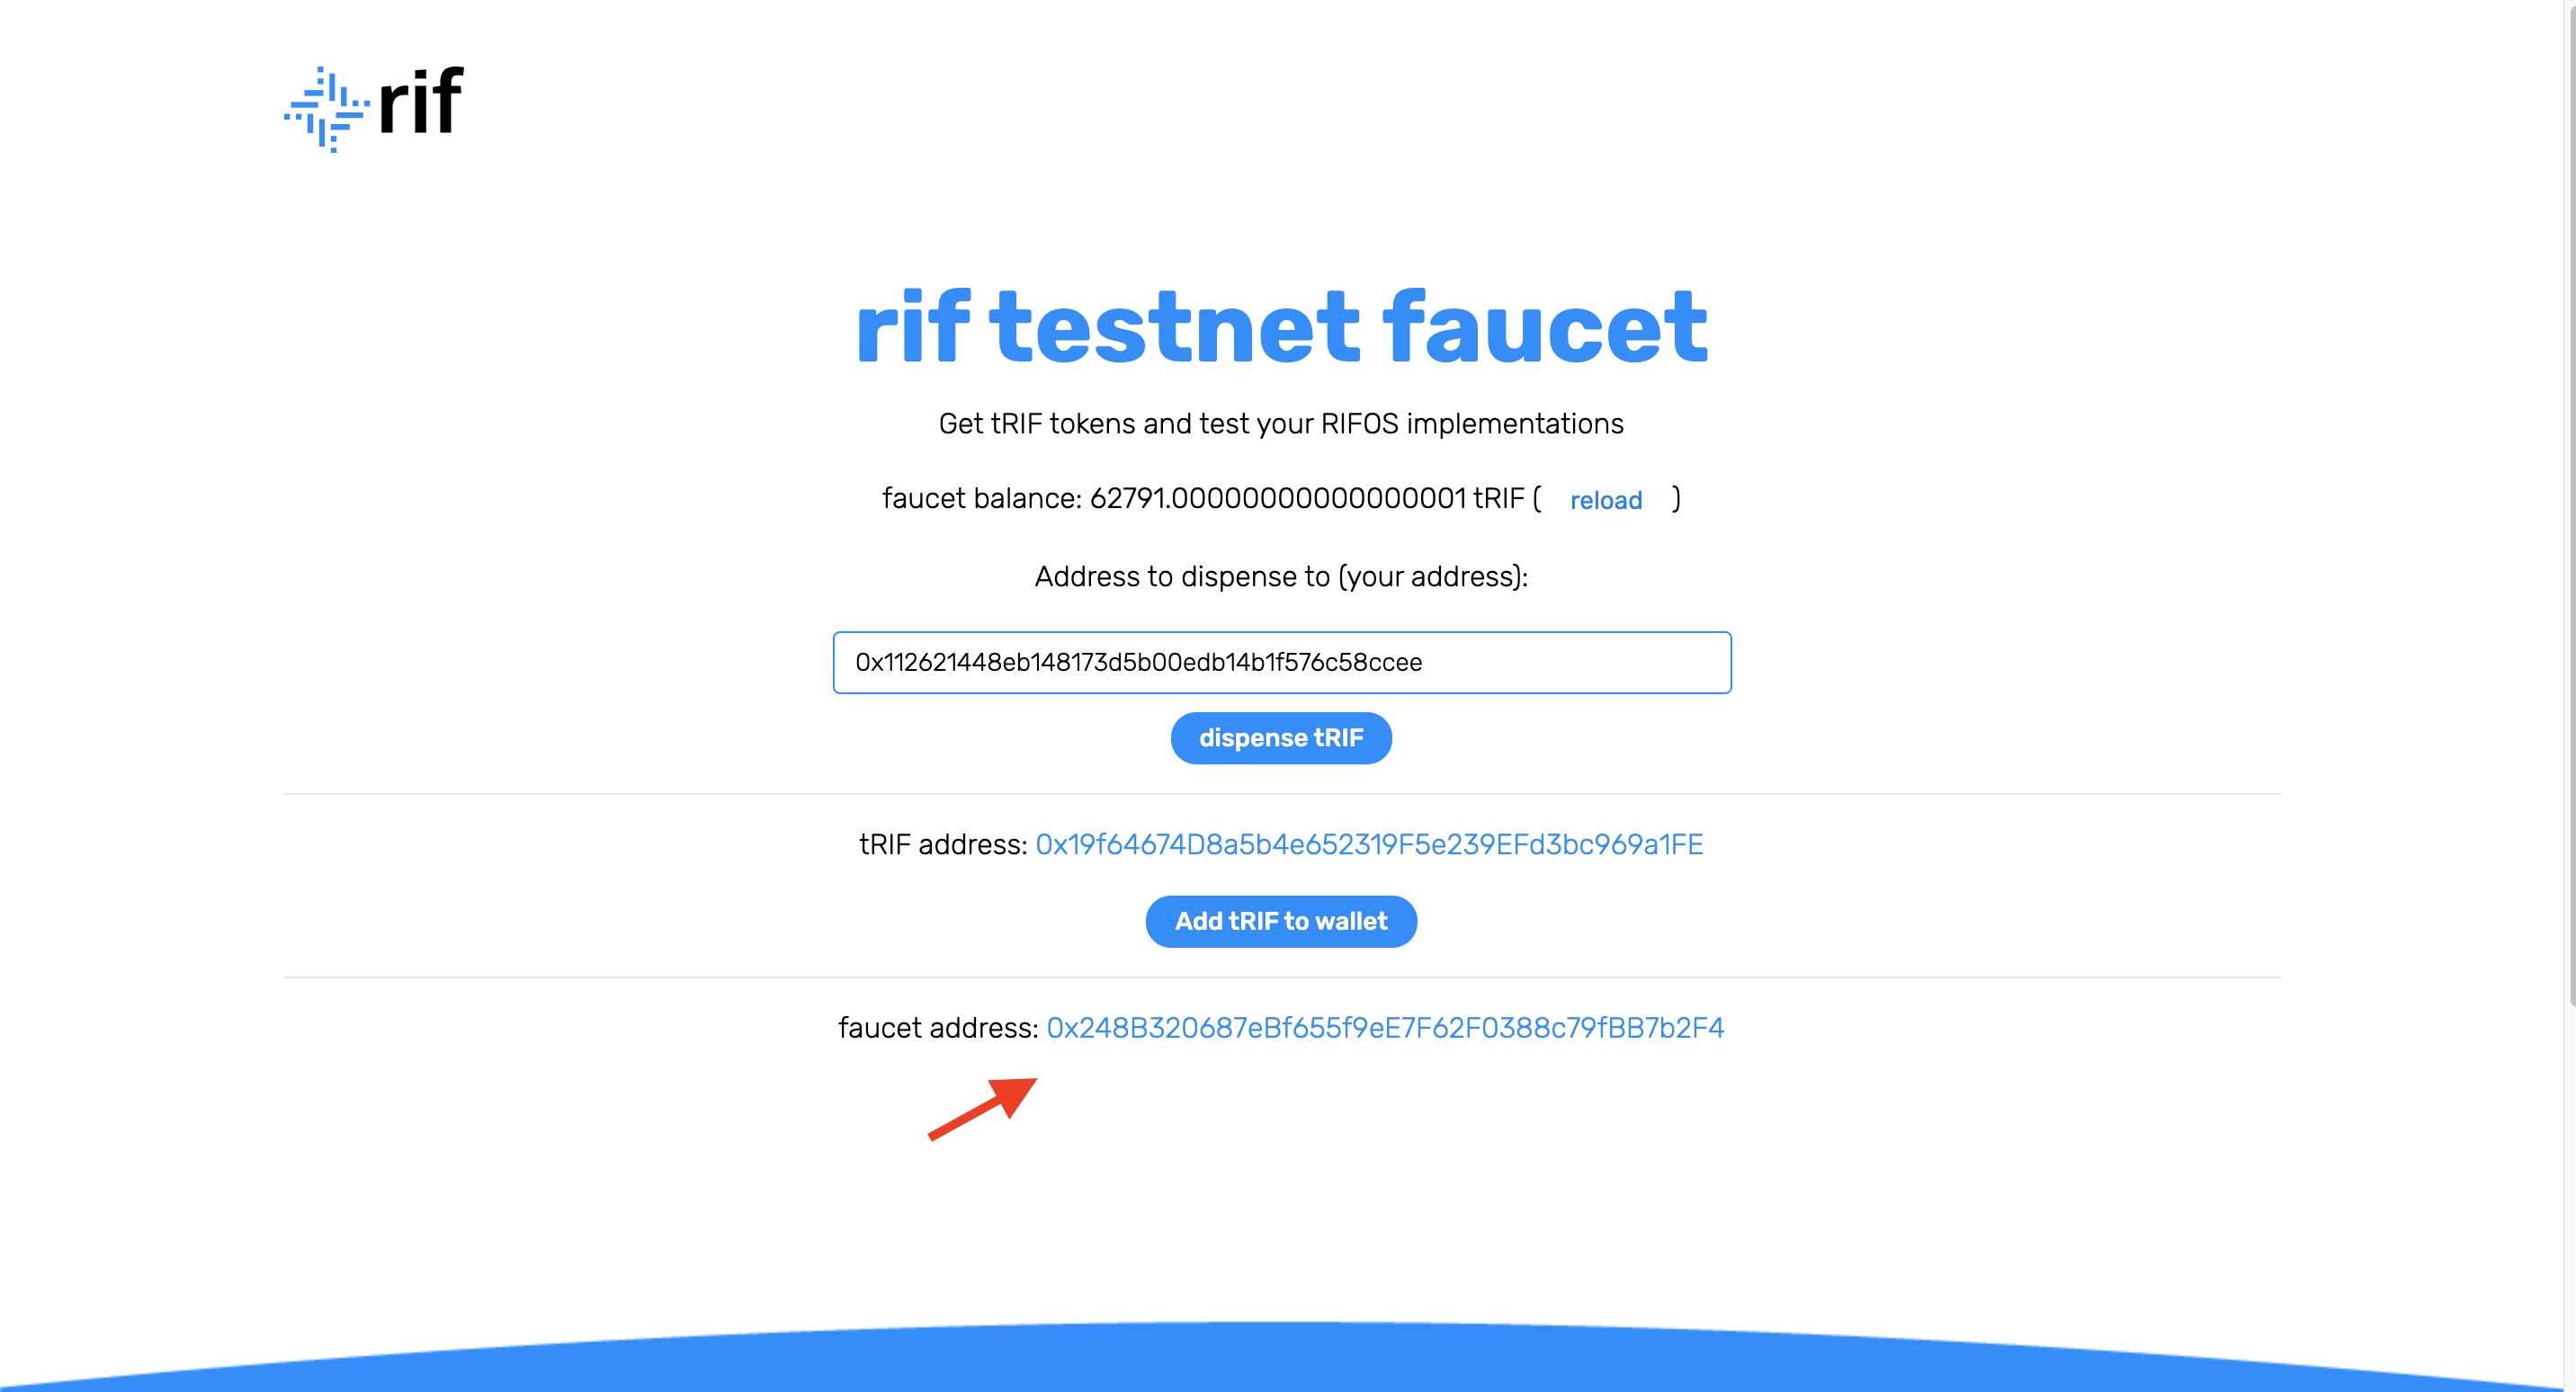 rif
rif testnet faucet
Get tRIF tokens and test your RIFOS implementations
faucet balance: 62791.00000000000000001 tRIF ( reload )
Address to dispense to (your address):
0x112621448eb148173d5b00edb14b1f576c58ccee
dispense tRIF
tRIF address: 0x19f64674D8a5b4e652319F5e239EFd3bc969a1FE
Add tRIF to wallet
faucet address: 0x248B320687eBf655f9eE7F62F0388c79fBB7b2F4